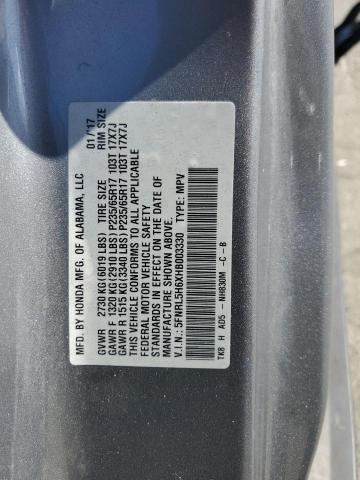 MFD. BY HONDA MFG. OF ALABAMA, LLC 01/'17
GVWR 2730 KG(6019 LBS) TIRE SIZE RIM SIZE
GAWR F 1320 KG(2910 LBS) P235/65R17 103T 17X7J
GAWR R 1515 KG(3340 LBS) P235/65R17 103T 17X7J
THIS VEHICLE CONFORMS TO ALL APPLICABLE
FEDERAL MOTOR VEHICLE SAFETY
STANDARDS IN EFFECT ON THE DATE OF
MANUFACTURE SHOWN ABOVE.
V.I.N.: 5FNRL5H6XHB003330 TYPE: MPV
TK8 H AO5 - NH830M -C -B